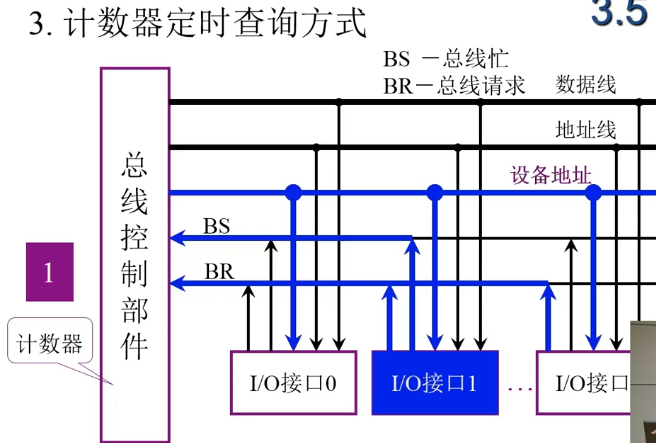 3. 计数器定时查询方式
3.5
BS －总线忙
BR－总线请求
数据线
地址线
设备地址
BS
BR
总线控制部件
1
计数器
I/O接口0
I/O接口1
…
I/O接口